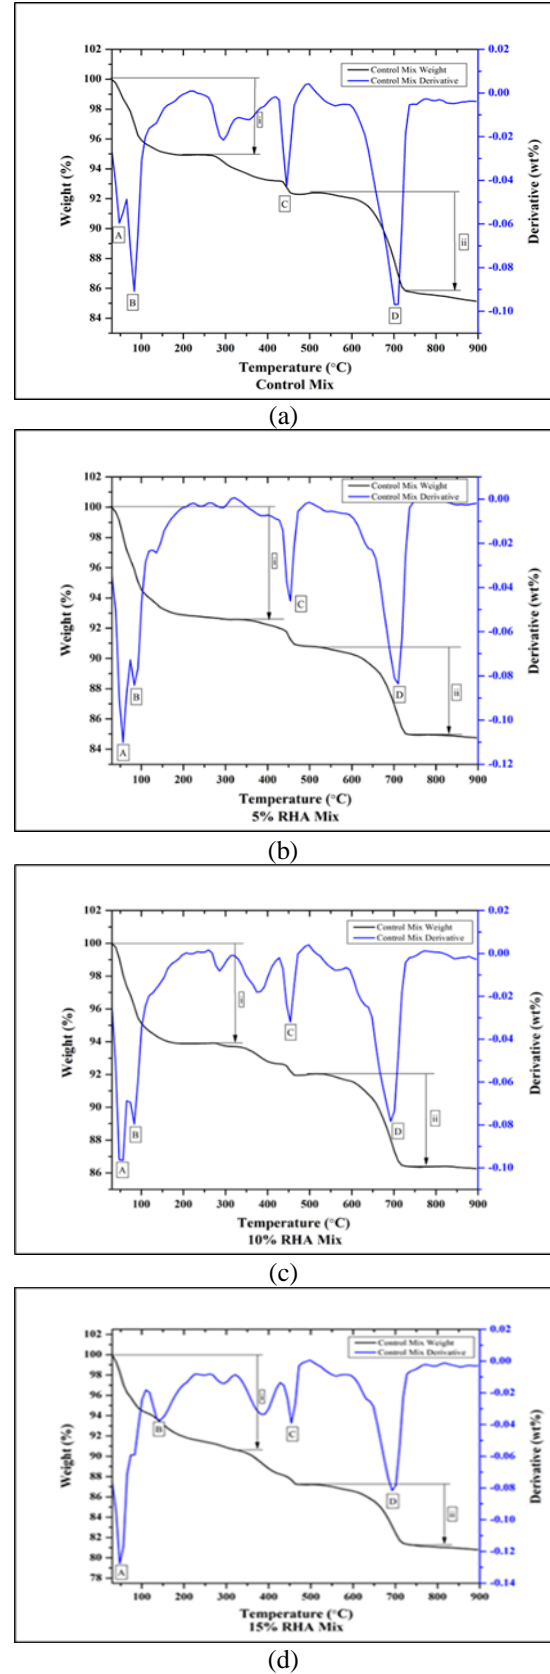 102
100
98
96
94
92
90
88
86
84
Weight (%)
Control Mix Weight
Control Mix Derivative
i
ii
A
B
C
D
0.00
-0.02
-0.04
-0.06
-0.08
-0.10
Derivative (wt%)
100 200 300 400 500 600 700 800 900
Temperature (°C)
Control Mix
(a)
102
100
98
96
94
92
90
88
86
84
Weight (%)
Control Mix Weight
Control Mix Derivative
i
ii
A
B
C
D
0.00
-0.02
-0.04
-0.06
-0.08
-0.10
-0.12
Derivative (wt%)
100 200 300 400 500 600 700 800 900
Temperature (°C)
5% RHA Mix
(b)
102
100
98
96
94
92
90
88
86
Weight (%)
Control Mix Weight
Control Mix Derivative
i
ii
A
B
C
D
0.02
0.00
-0.02
-0.04
-0.06
-0.08
-0.10
Derivative (wt%)
100 200 300 400 500 600 700 800 900
Temperature (°C)
10% RHA Mix
(c)
102
100
98
96
94
92
90
88
86
84
82
80
78
Weight (%)
Control Mix Weight
Control Mix Derivative
i
ii
A
B
C
D
0.02
0.00
-0.02
-0.04
-0.06
-0.08
-0.10
-0.12
-0.14
Derivative (wt%)
100 200 300 400 500 600 700 800 900
Temperature (°C)
15% RHA Mix
(d)